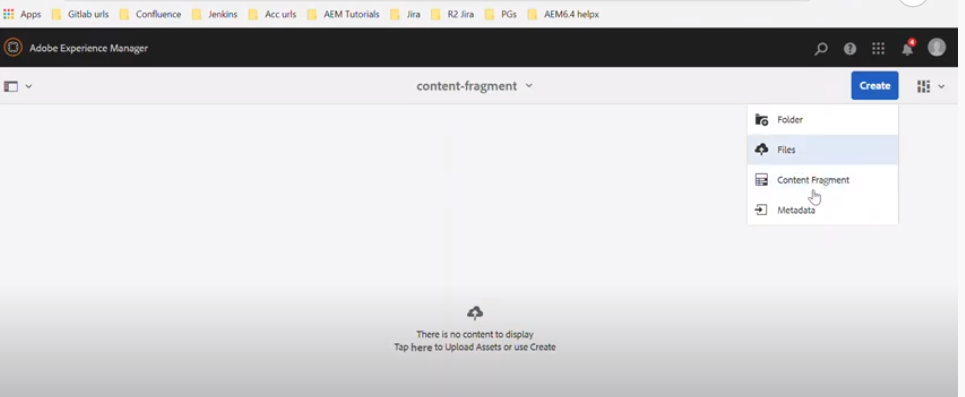 Apps Gitlab urls Confluence Jenkins Acc urls AEM Tutorials Jira R2 Jira PGs AEM6.4 helpx
Adobe Experience Manager 4
content-fragment Create
Folder
Files
Content Fragment
Metadata
There is no content to display
Tap here to Upload Assets or use Create